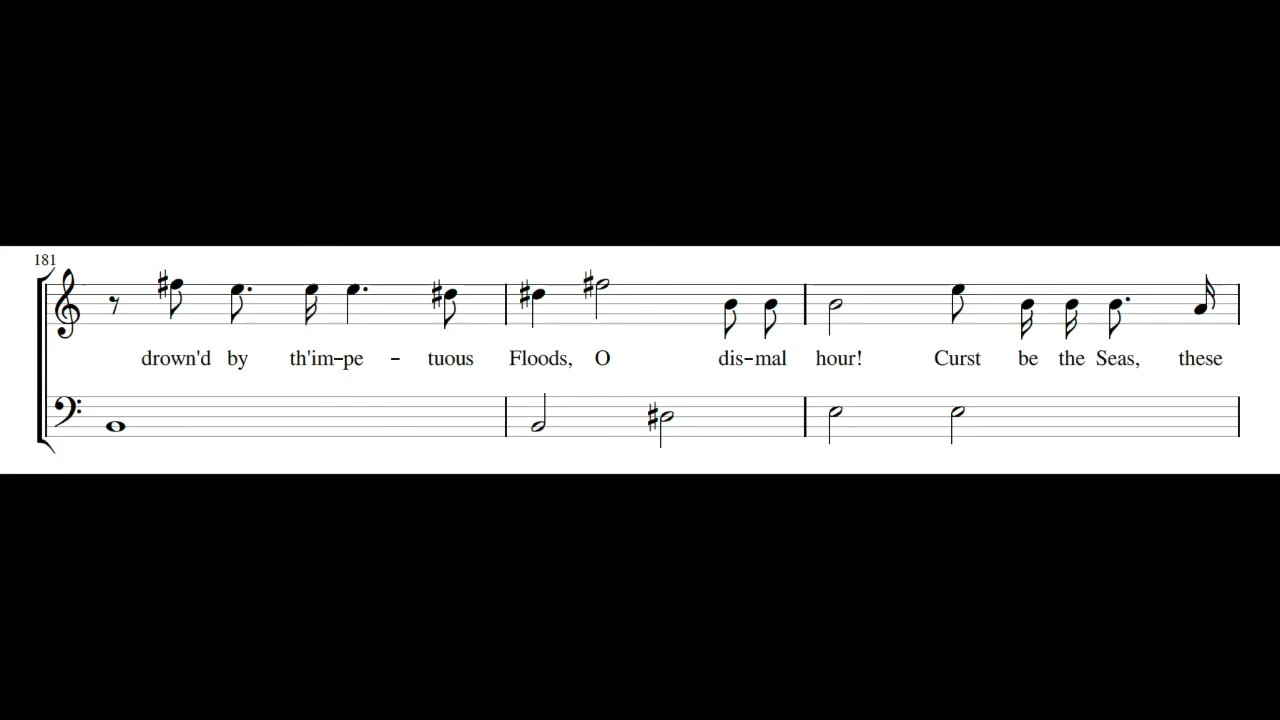 181
drown'd by th'im-pe - tuous Floods, O dis-mal hour! Curst be the Seas, these